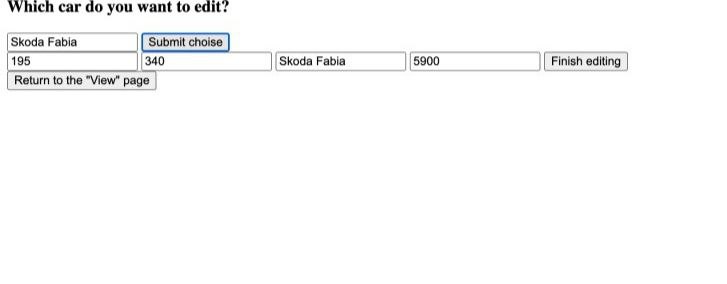 Which car do you want to edit?
Skoda Fabia Submit choise
195 340 Skoda Fabia 5900 Finish editing
Return to the "View" page